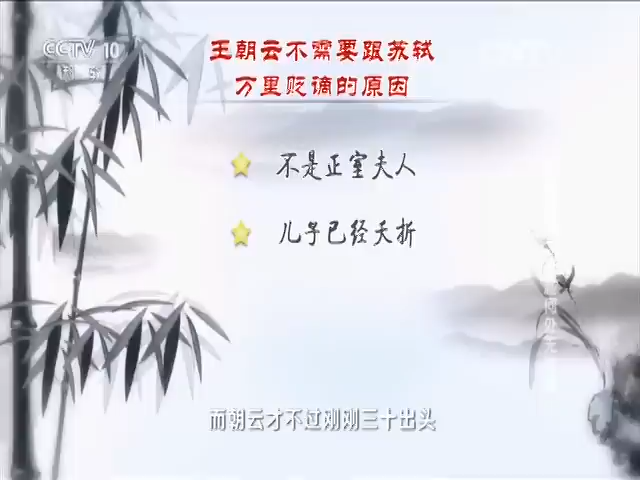 CCTV 10
科教
王朝云不需要跟苏轼
万里贬谪的原因
不是正室夫人
儿子已经夭折
而朝云才不过刚刚三十出头